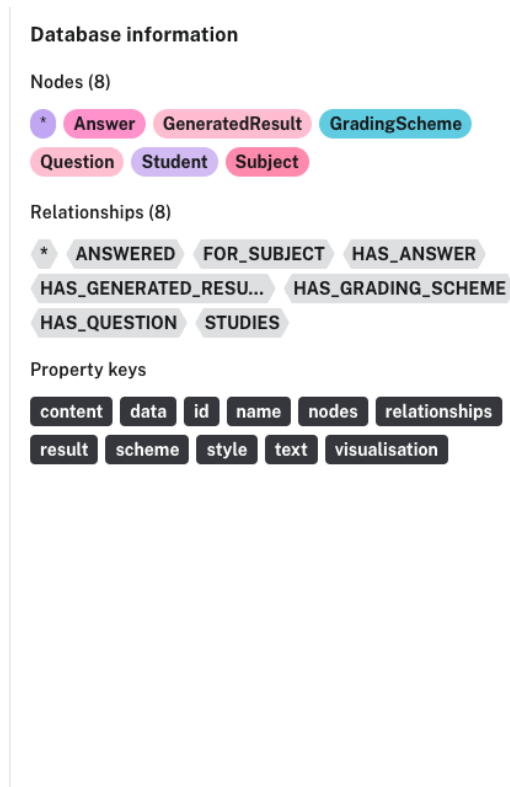 Database information
Nodes (8)
* Answer GeneratedResult GradingScheme
Question Student Subject
Relationships (8)
* ANSWERED FOR_SUBJECT HAS_ANSWER
HAS_GENERATED_RESU... HAS_GRADING_SCHEME
HAS_QUESTION STUDIES
Property keys
content data id name nodes relationships
result scheme style text visualisation